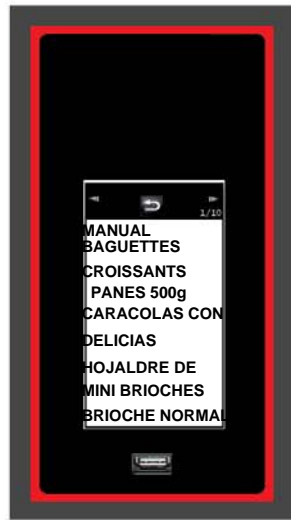 1/10
MANUAL
BAGUETTES
CROISSANTS
PANES 500g
CARACOLAS CON
DELICIAS
HOJALDRE DE
MINI BRIOCHES
BRIOCHE NORMAL